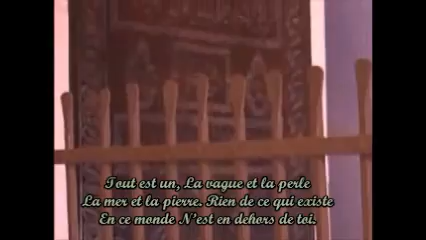 Tout est un, La vague et la perle
La mer et la pierre. Rien de ce qui existe
En ce monde N'est en dehors de toi.